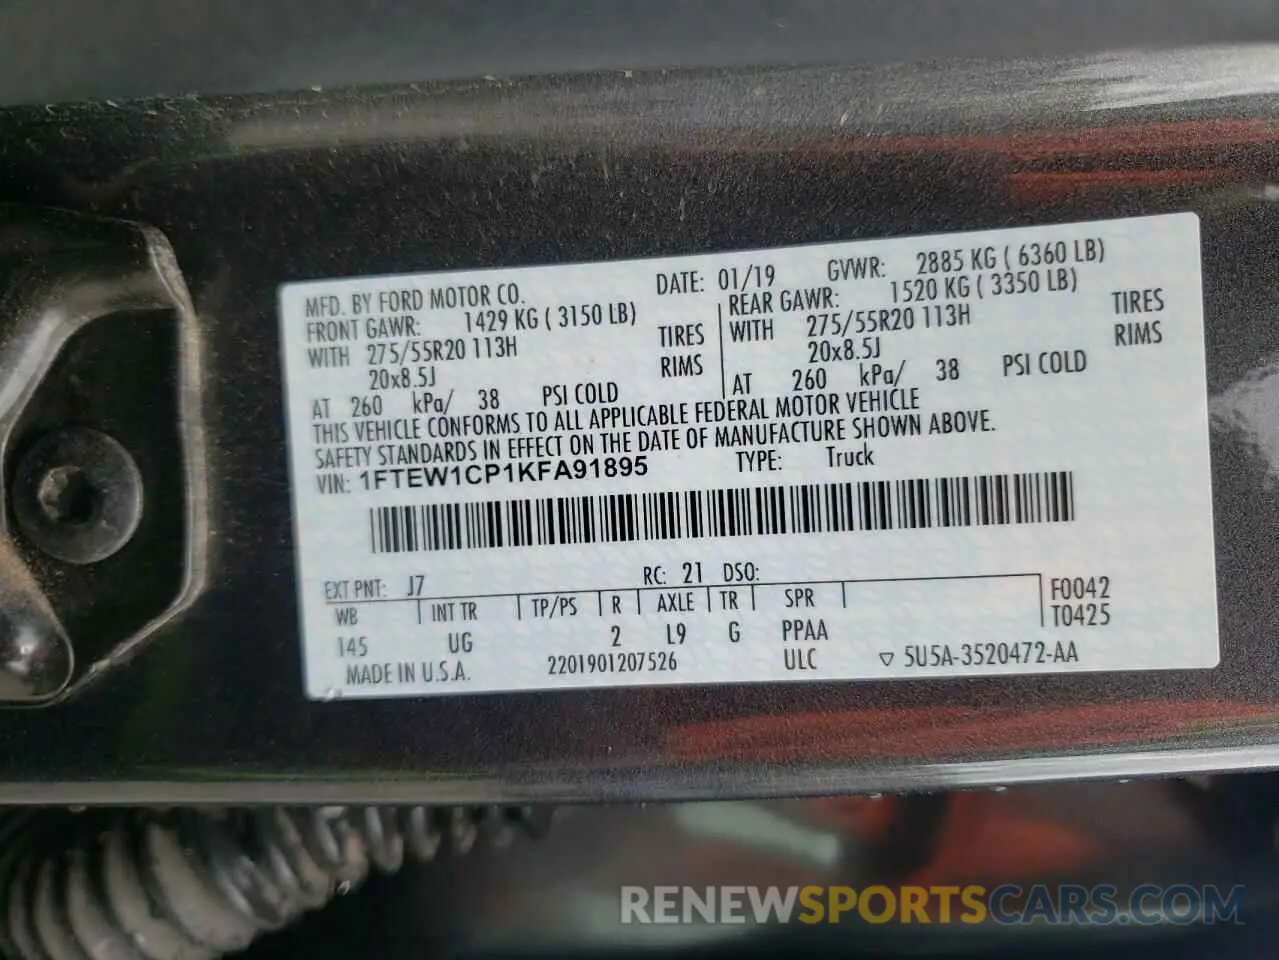 MFD. BY FORD MOTOR CO.
DATE: 01/19
GVWR: 2885 KG ( 6360 LB)
FRONT GAWR: 1429 KG ( 3150 LB)
WITH 275/55R20 113H TIRES
20x8.5J RIMS
AT 260 kPa/ 38 PSI COLD
REAR GAWR: 1520 KG ( 3350 LB)
WITH 275/55R20 113H TIRES
20x8.5J RIMS
AT 260 kPa/ 38 PSI COLD
THIS VEHICLE CONFORMS TO ALL APPLICABLE FEDERAL MOTOR VEHICLE
SAFETY STANDARDS IN EFFECT ON THE DATE OF MANUFACTURE SHOWN ABOVE.
VIN: 1FTEW1CP1KFA91895 TYPE: Truck
EXT PNT: J7 RC: 21 DSO:
WB INT TR TP/PS R AXLE TR SPR F0042
145 UG 2 L9 G PPAA T0425
MADE IN U.S.A. 2201901207526 ULC ▽ 5U5A-3520472-AA
RENEWSPORTSCARS.COM